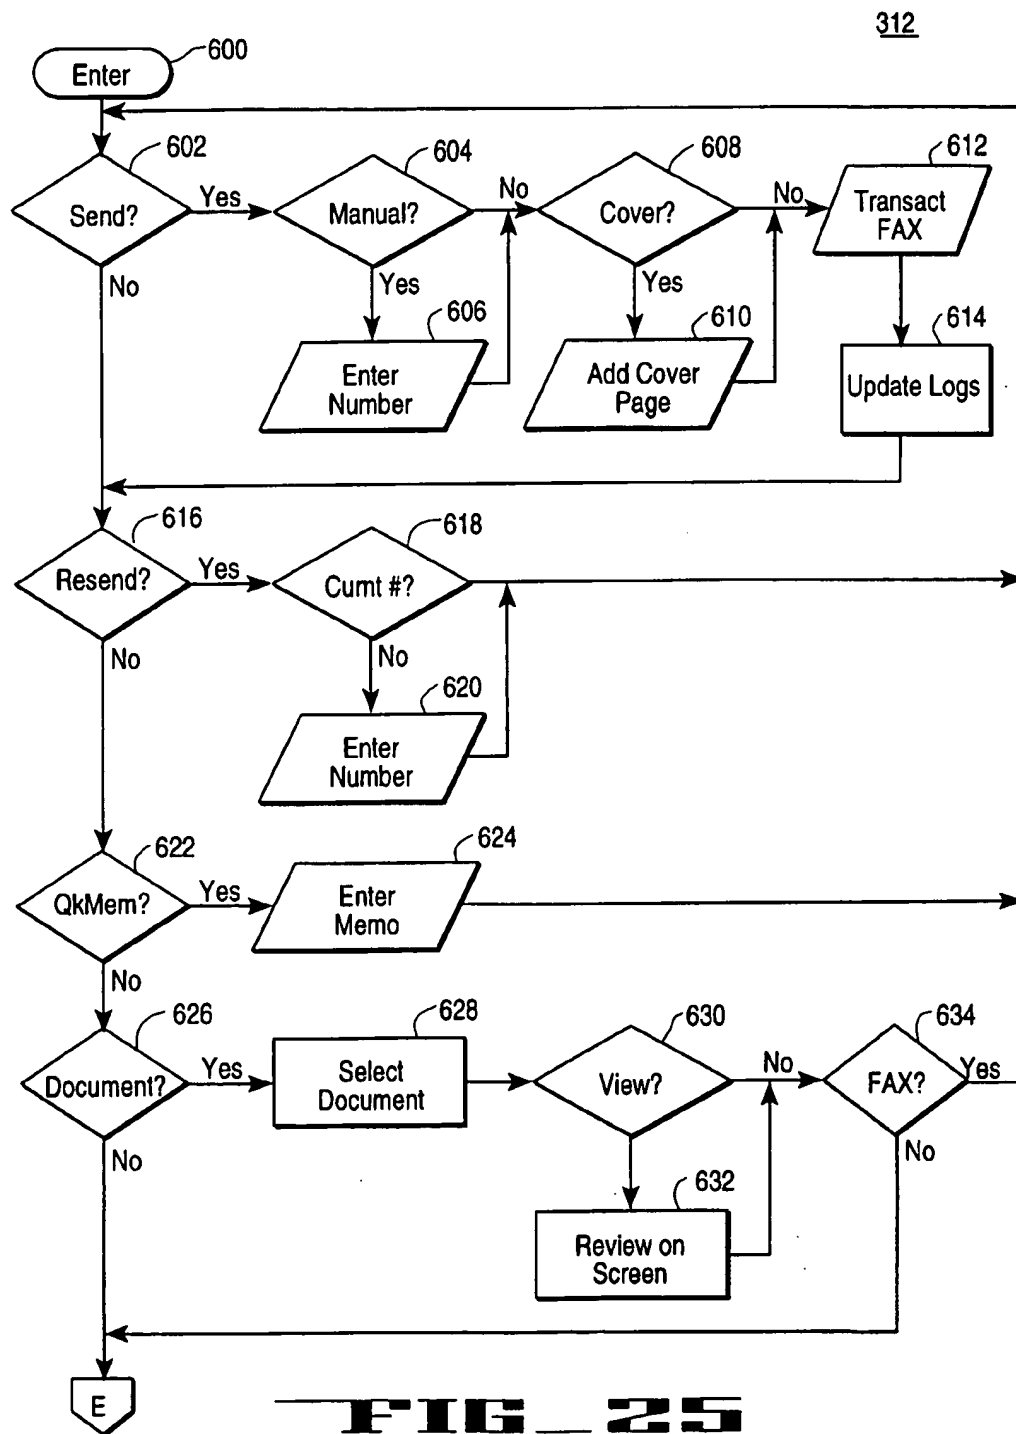 312
600
Enter
602
Send?
Yes
No
604
Manual?
No
Yes
606
Enter
Number
608
Cover?
No
Yes
610
Add Cover
Page
612
Transact
FAX
614
Update Logs
616
Resend?
Yes
No
618
Curnt #?
No
620
Enter
Number
622
QkMem?
Yes
No
624
Enter
Memo
626
Document?
Yes
No
628
Select
Document
630
View?
No
632
Review on
Screen
634
FAX?
Yes
No
E
FIG_25